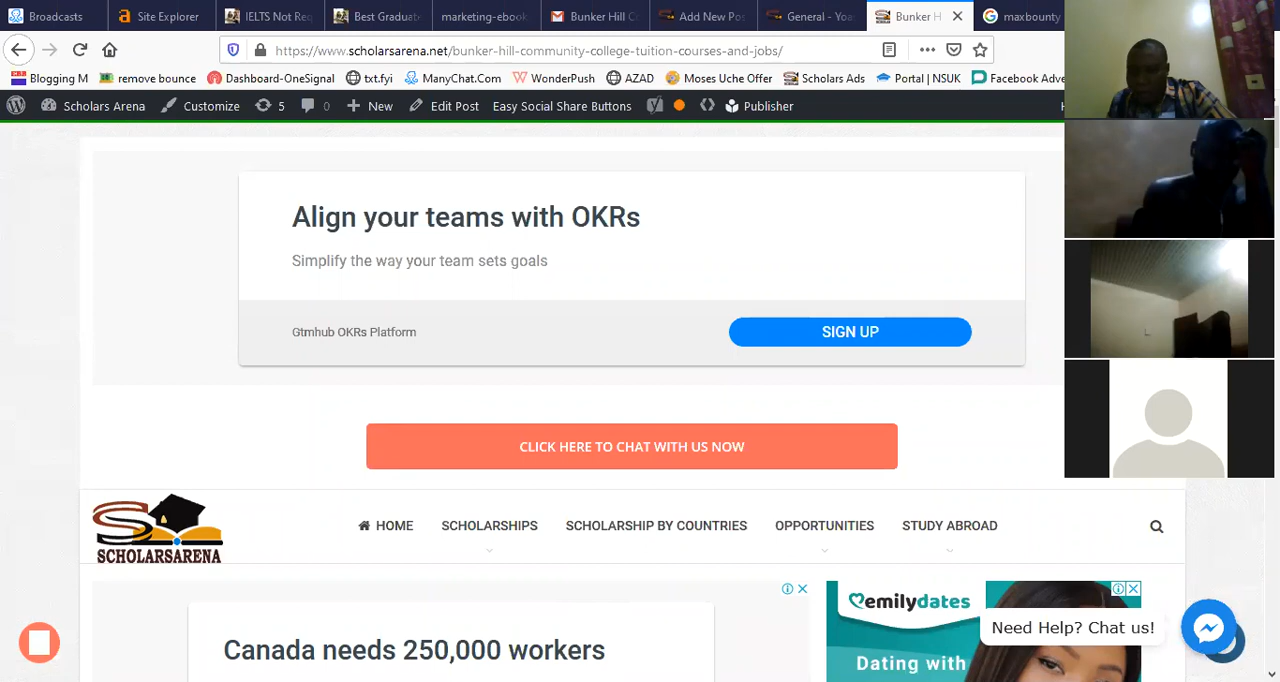 Broadcasts
Site Explorer
IELTS Not Req
Best Graduat
marketing-ebook
Bunker Hill C
Add New Pos
General - Yoa
Bunker H
maxbounty
https://www.scholarsarena.net/bunker-hill-community-college-tuition-courses-and-jobs/
Blogging M
remove bounce
Dashboard-OneSignal
txt.fyi
ManyChat.Com
WonderPush
AZAD
Moses Uche Offer
Scholars Ads
Portal | NSUK
Facebook Adve
Scholars Arena
Customize
5
0
New
Edit Post
Easy Social Share Buttons
Publisher
Align your teams with OKRs
Simplify the way your team sets goals
Gtmhub OKRs Platform
SIGN UP
CLICK HERE TO CHAT WITH US NOW
SCHOLARSARENA
HOME
SCHOLARSHIPS
SCHOLARSHIP BY COUNTRIES
OPPORTUNITIES
STUDY ABROAD
Canada needs 250,000 workers
emilydates
Dating with
Need Help? Chat us!